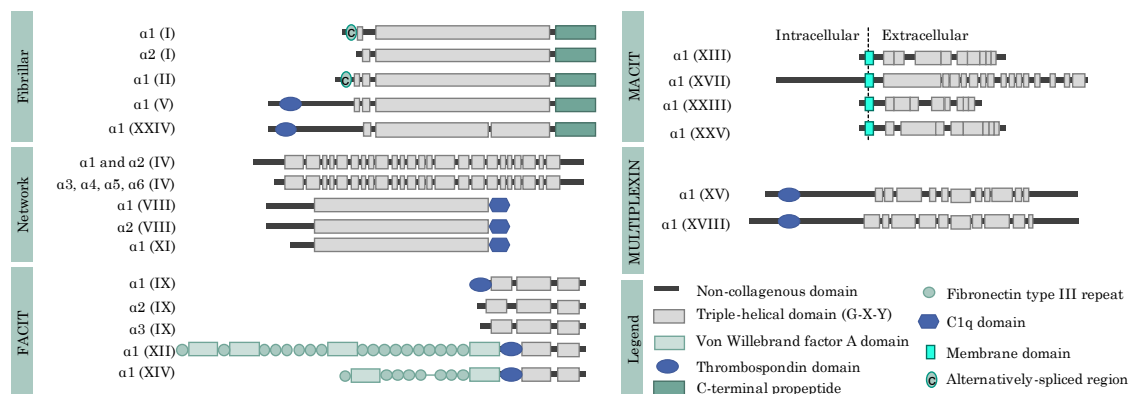 Fibrillar
α1 (I)
C
α2 (I)
α1 (II)
C
α1 (V)
α1 (XXIV)
Network
α1 and α2 (IV)
α3, α4, α5, α6 (IV)
α1 (VIII)
α2 (VIII)
α1 (XI)
FACIT
α1 (IX)
α2 (IX)
α3 (IX)
α1 (XII)
α1 (XIV)
MACIT
Intracellular
Extracellular
α1 (XIII)
α1 (XVII)
α1 (XXIII)
α1 (XXV)
MULTIPLEXIN
α1 (XV)
α1 (XVIII)
Legend
Non-collagenous domain
Triple-helical domain (G-X-Y)
Von Willebrand factor A domain
Thrombospondin domain
C-terminal propeptide
Fibronectin type III repeat
C1q domain
Membrane domain
C
Alternatively-spliced region